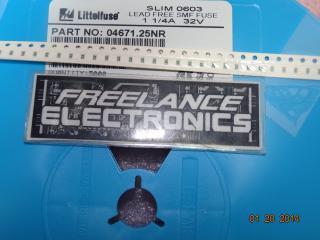 Littelfuse®
SLIM 0603
LEAD FREE SMF FUSE
1 1/4A 32V
PART NO: 04671.25NR
FREELANCE
ELECTRONICS
01 28 2014